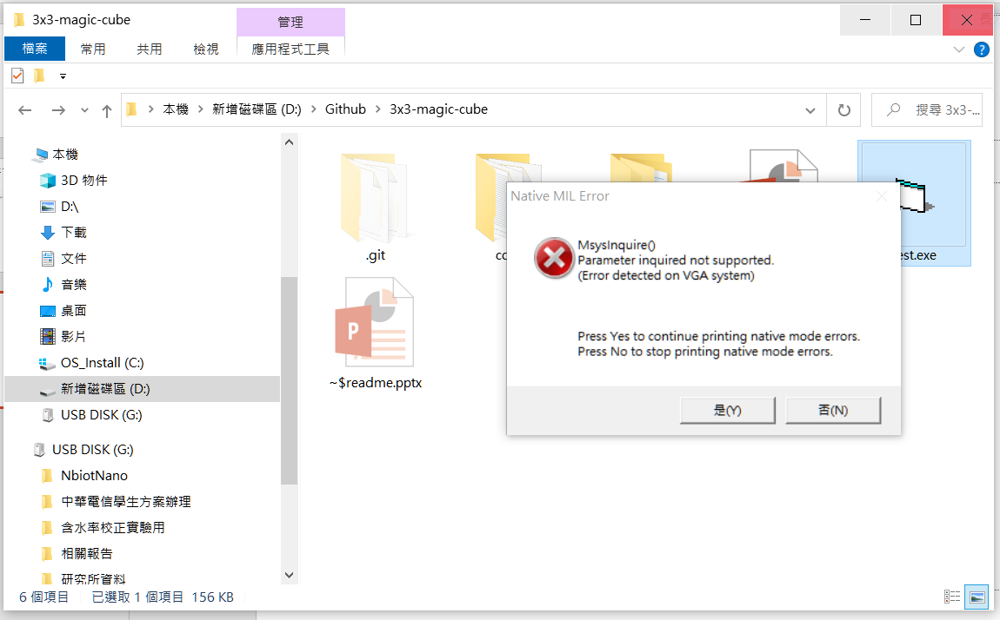 3x3-magic-cube
管理
檔案
常用
共用
檢視
應用程式工具
本機
新增磁碟區 (D:)
Github
3x3-magic-cube
搜尋 3x3-...
本機
3D 物件
D:\
下載
文件
音樂
桌面
影片
OS_Install (C:)
新增磁碟區 (D:)
USB DISK (G:)
USB DISK (G:)
NbiotNano
中華電信學生方案辦理
含水率校正實驗用
相關報告
研究所資料
.git
est.exe
P
~$readme.pptx
Native MIL Error
MsysInquire()
Parameter inquired not supported.
(Error detected on VGA system)
Press Yes to continue printing native mode errors.
Press No to stop printing native mode errors.
是(Y)
否(N)
6 個項目
已選取 1 個項目 156 KB